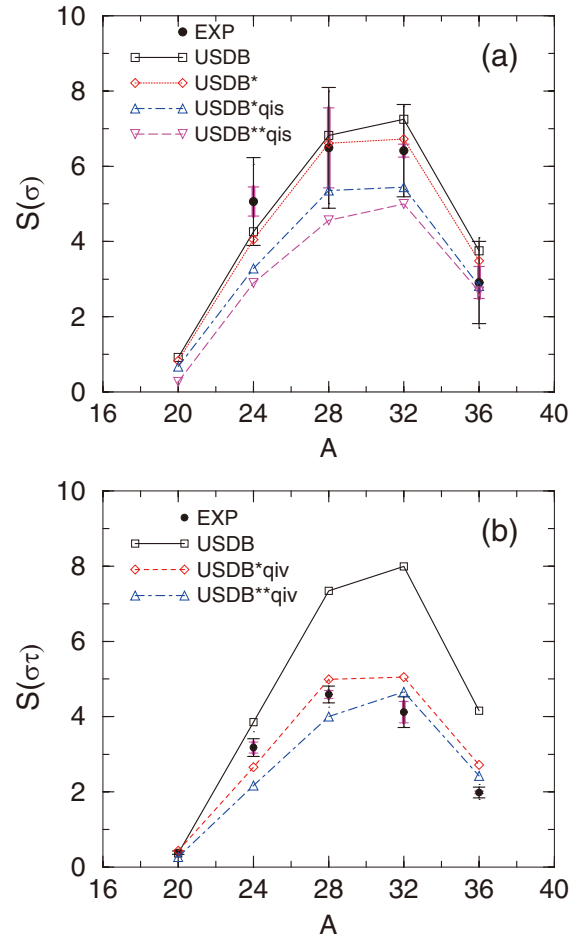 10
(a)
EXP
USDB
USDB*
USDB*qis
USDB**qis
8
6
4
2
0
S(σ)
16 20 24 28 32 36 40
A
10
(b)
EXP
USDB
USDB*qiv
USDB**qiv
8
6
4
2
0
S(στ)
16 20 24 28 32 36 40
A